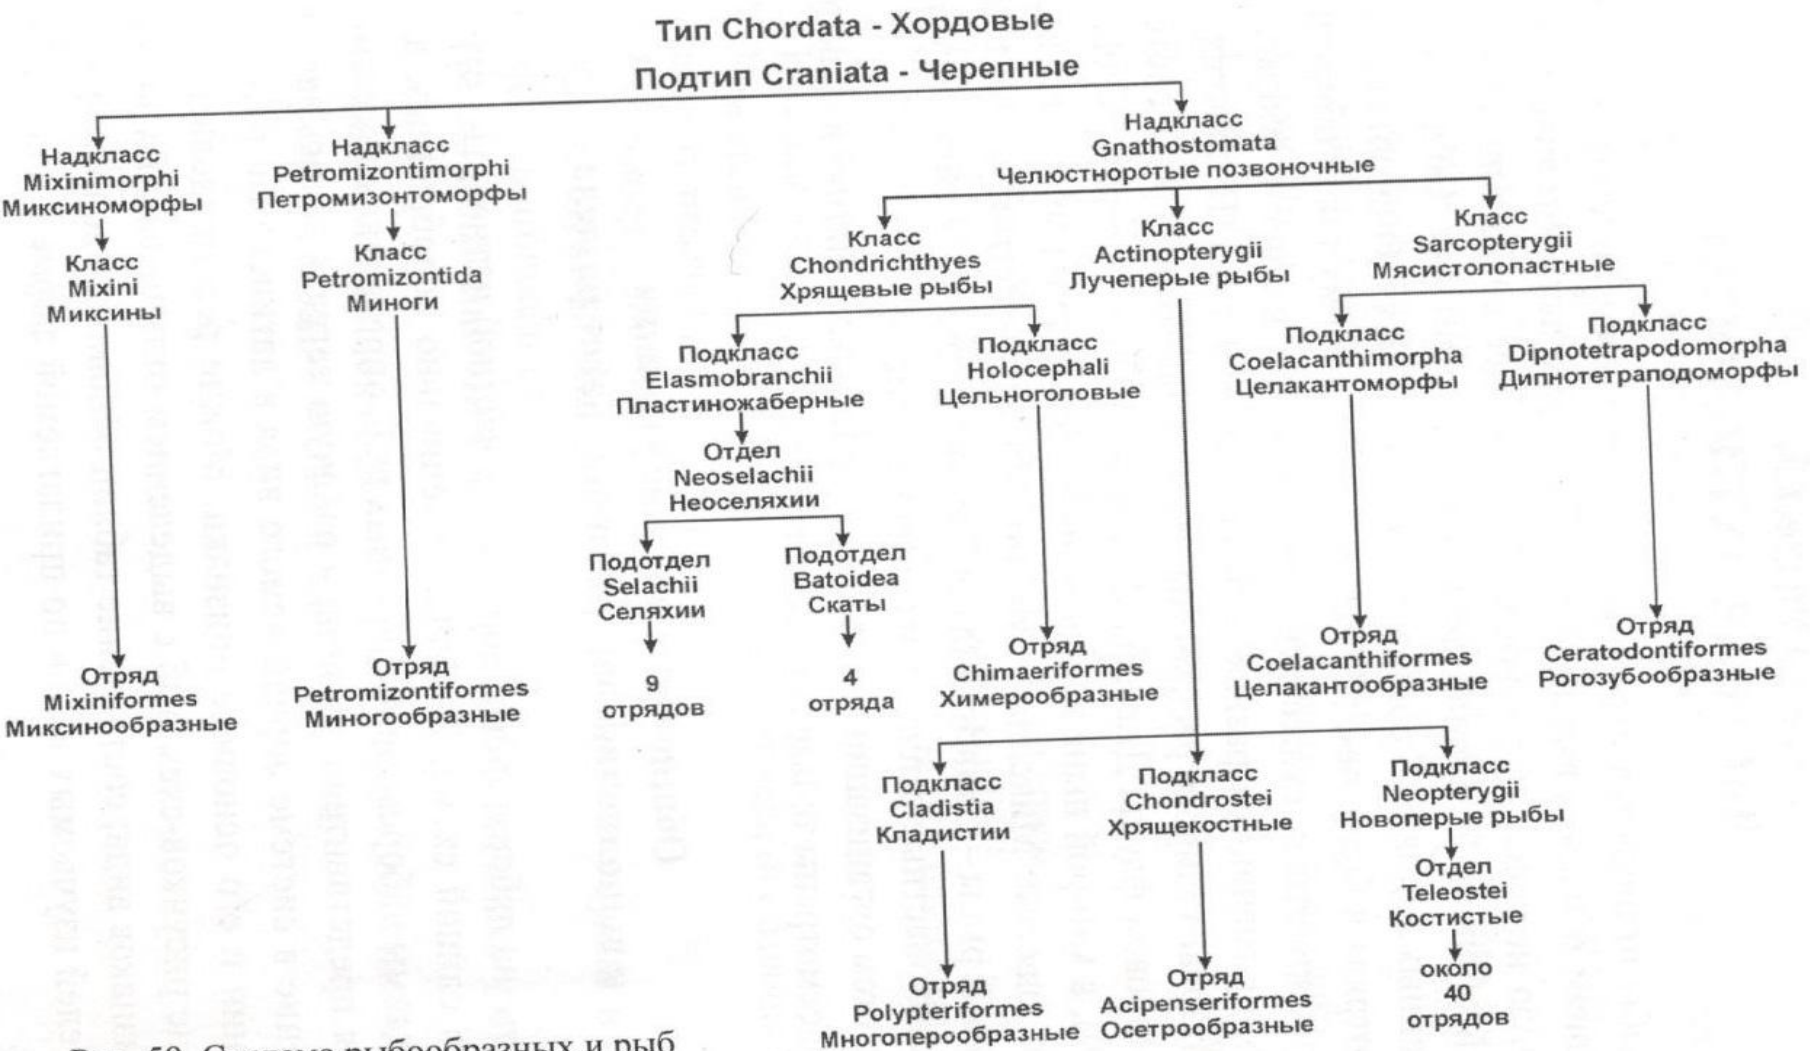 Тип Chordata - Хордовые
Подтип Craniata - Черепные
Надкласс
Mixinimorphi
Миксиноморфы
Надкласс
Petromizontimorphi
Петромизонтоморфы
Надкласс
Gnathostomata
Челюстноротые позвоночные
Класс
Mixini
Миксины
Класс
Petromizontida
Миноги
Класс
Chondrichthyes
Хрящевые рыбы
Класс
Actinopterygii
Лучеперые рыбы
Класс
Sarcopterygii
Мясистолопастные
Подкласс
Elasmobranchii
Пластиножаберные
Подкласс
Holocephali
Цельноголовые
Подкласс
Coelacanthimorpha
Целакантоморфы
Подкласс
Dipnotetrapodomorpha
Дипнотетраподоморфы
Отдел
Neoselachii
Неоселяхии
Подотдел
Selachii
Селяхии
Подотдел
Batoidea
Скаты
Отряд
Mixiniformes
Миксинообразные
Отряд
Petromizontiformes
Миногообразные
9
отрядов
4
отряда
Отряд
Chimaeriformes
Химерообразные
Отряд
Coelacanthiformes
Целакантообразные
Отряд
Ceratodontiformes
Рогозубообразные
Подкласс
Cladistia
Кладистии
Подкласс
Chondrostei
Хрящекостные
Подкласс
Neopterygii
Новоперые рыбы
Отдел
Teleostei
Костистые
Отряд
Polypteriformes
Многоперообразные
Отряд
Acipenseriformes
Осетрообразные
около
40
отрядов
рыбообразных и рыб